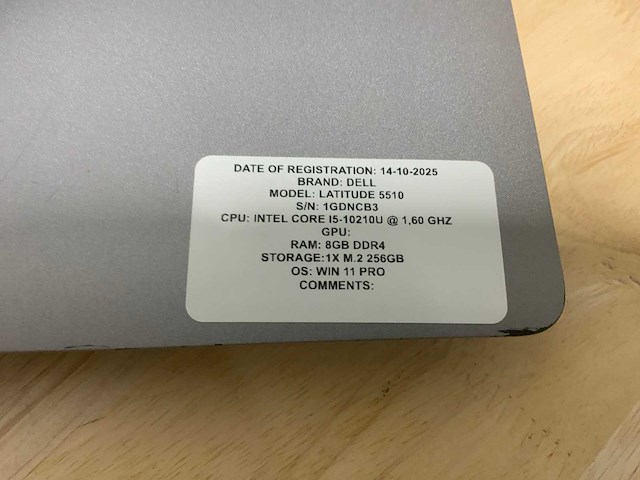 DATE OF REGISTRATION: 14-10-2025
BRAND: DELL
MODEL: LATITUDE 5510
S/N: 1GDNCB3
CPU: INTEL CORE I5-10210U @ 1,60 GHZ
GPU:
RAM: 8GB DDR4
STORAGE:1X M.2 256GB
OS: WIN 11 PRO
COMMENTS: